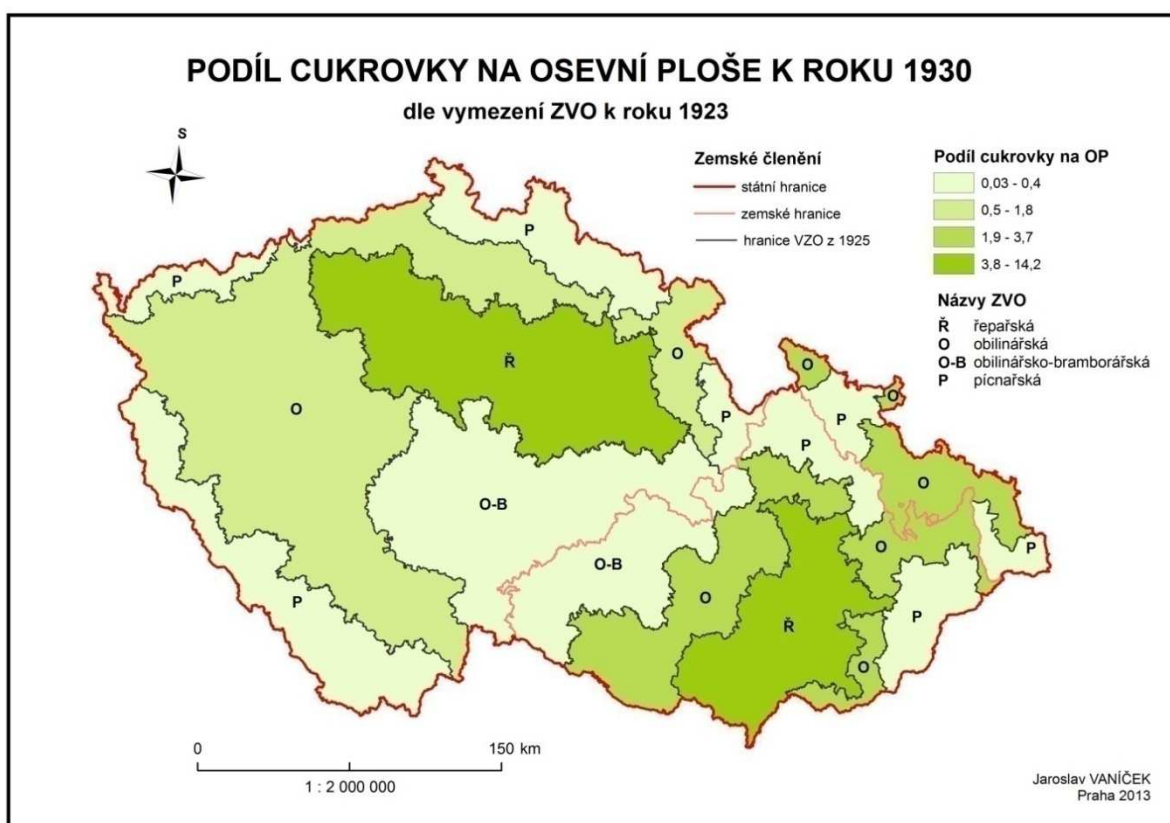 PODÍL CUKROVKY NA OSEVNÍ PLOŠE K ROKU 1930
dle vymezení ZVO k roku 1923
S
Zemské členění
státní hranice
zemské hranice
hranice VZO z 1925
Podíl cukrovky na OP
0,03 - 0,4
0,5 - 1,8
1,9 - 3,7
3,8 - 14,2
Názvy ZVO
Ř řepařská
O obilinářská
O-B obilinářsko-bramborářská
P pícnařská
P
P
O
Ř
O
O
O
P
P
P
O
O-B
O
O-B
P
O
P
P
Ř
O
0 150 km
1 : 2 000 000
Jaroslav VANÍČEK
Praha 2013